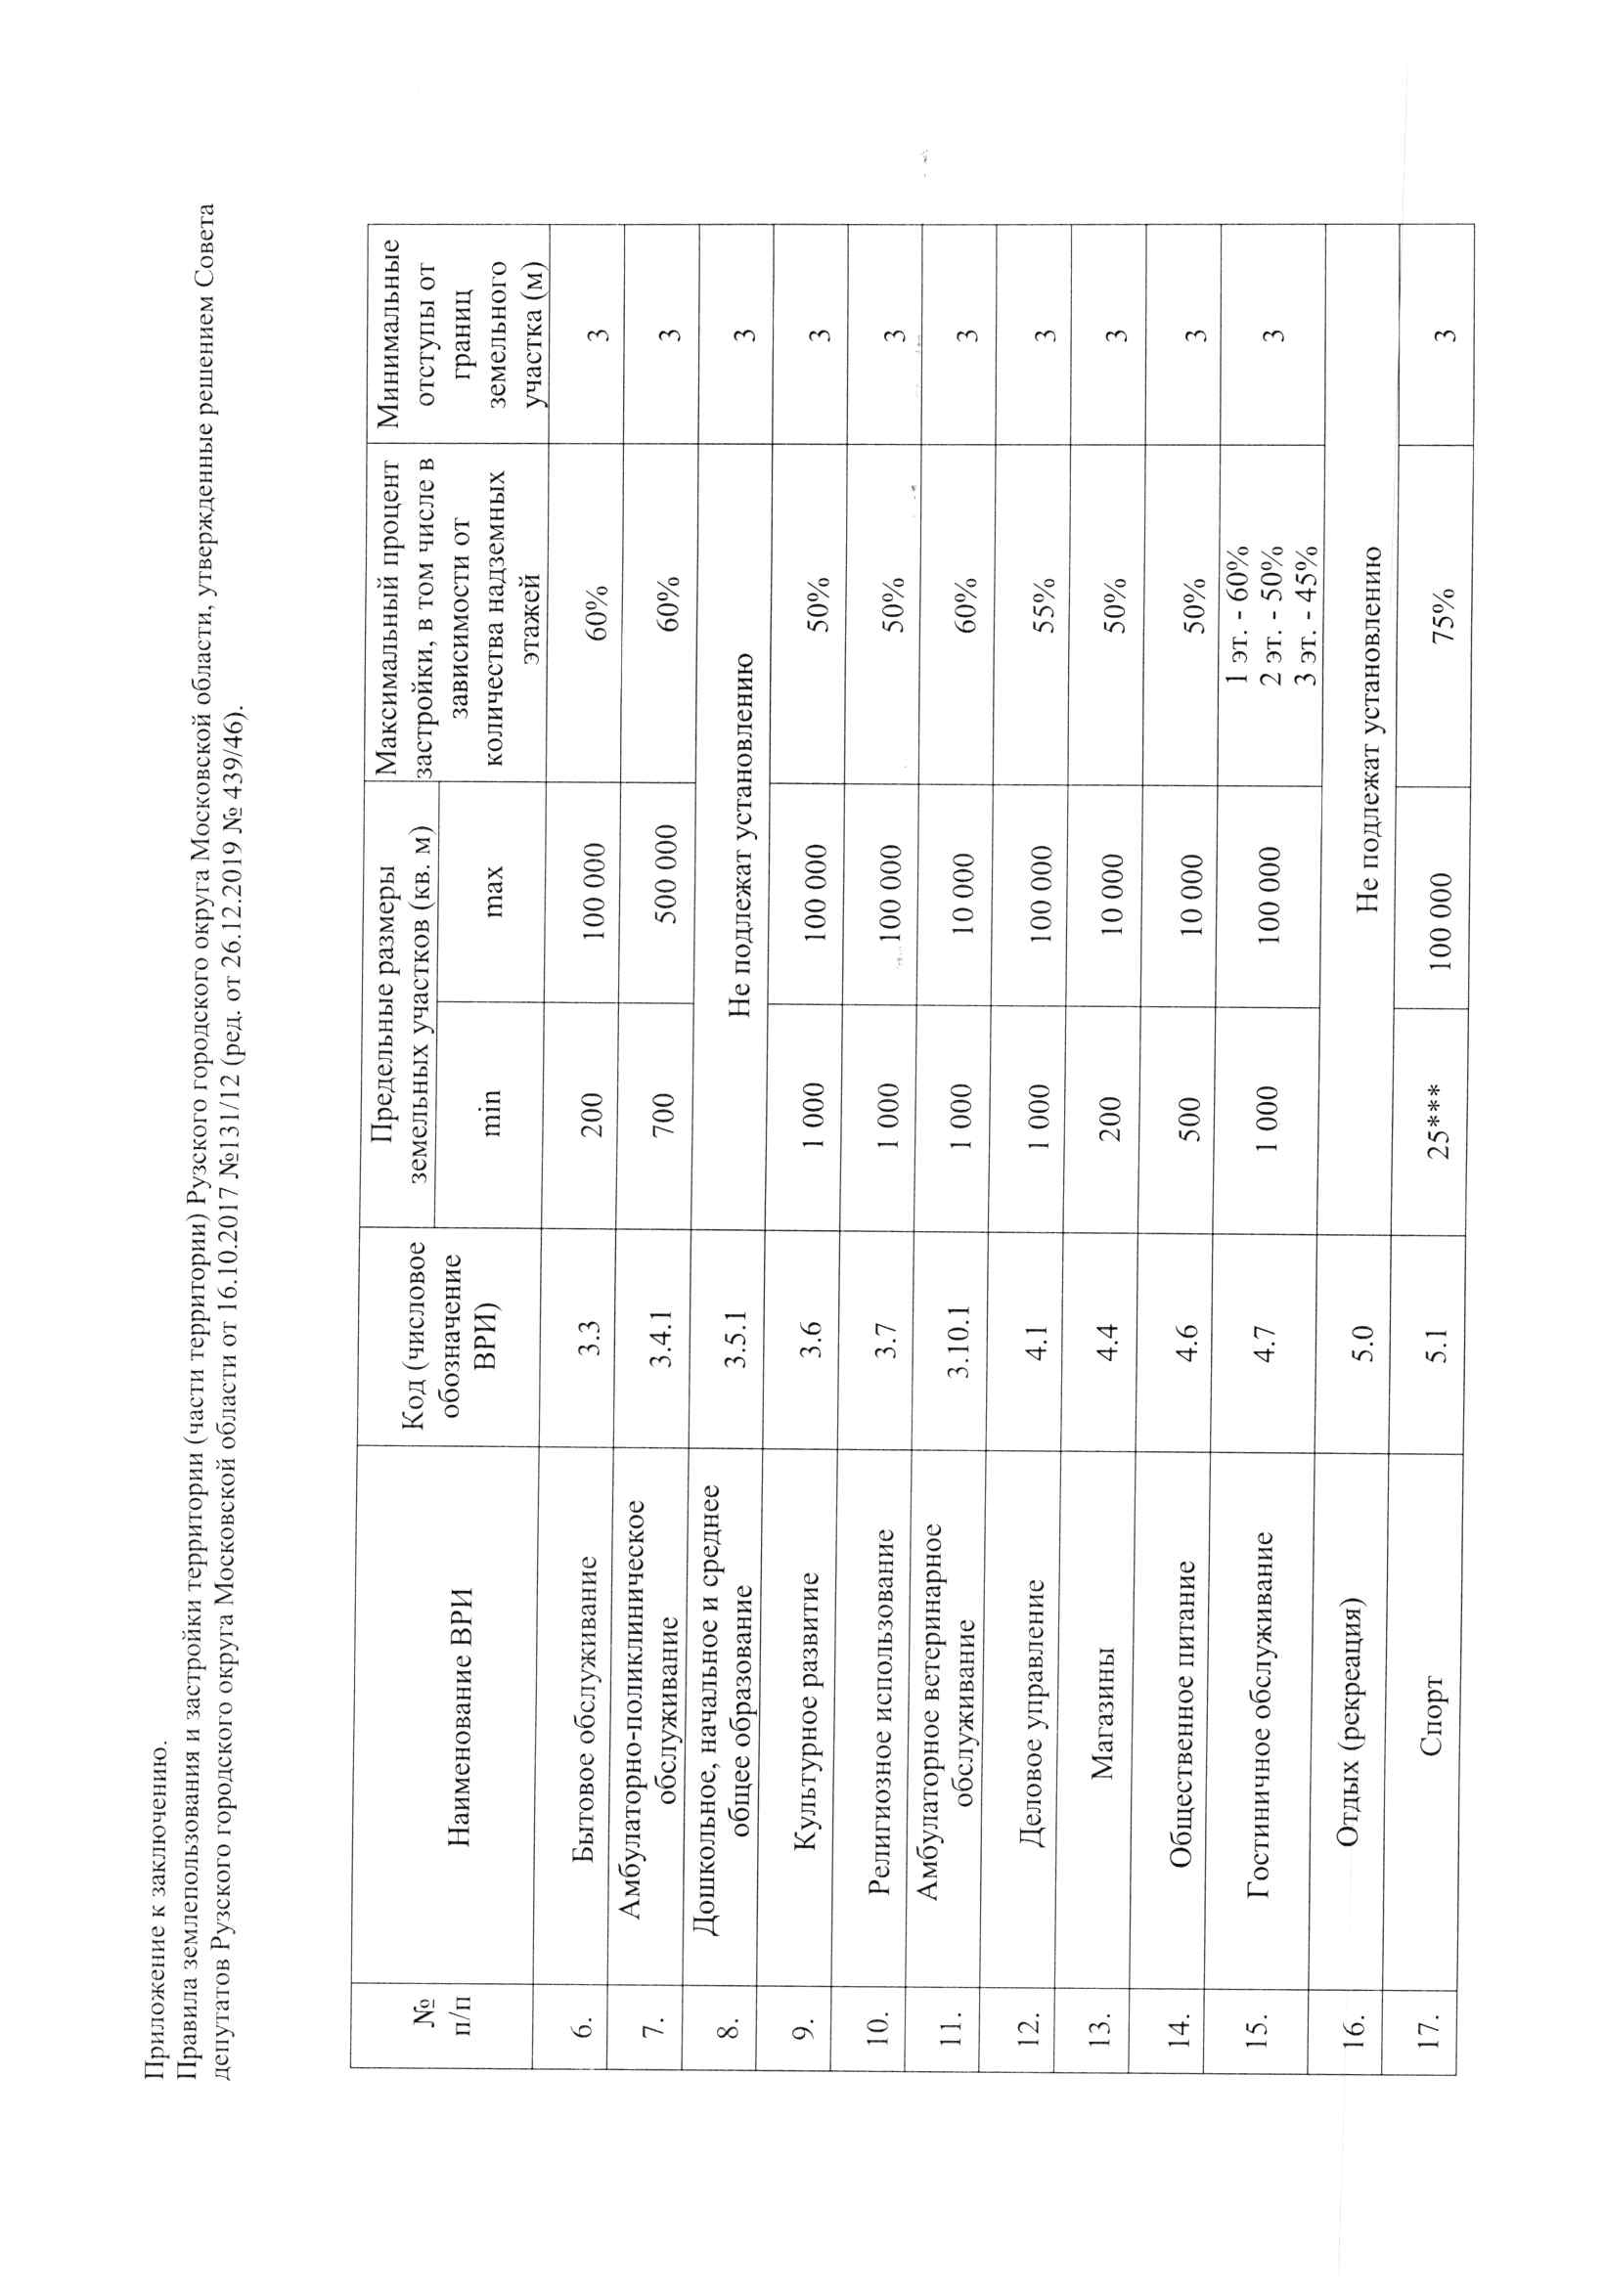 Приложение к заключению.
Правила землепользования и застройки территории (части территории) Рузского городского округа Московской области, утвержденные решением Совета
депутатов Рузского городского округа Московской области от 16.10.2017 №131/12 (ред. от 26.12.2019 № 439/46).
№
п/п
Наименование ВРИ
Код (числовое
обозначение
ВРИ)
Предельные размеры
земельных участков (кв. м)
min
max
Максимальный процент
застройки, в том числе в
зависимости от
количества надземных
этажей
Минимальные
отступы от
границ
земельного
участка (м)
6. Бытовое обслуживание 3.3 200 100 000 60% 3
7. Амбулаторно-поликлиническое
обслуживание
3.4.1 700 500 000 60% 3
8. Дошкольное, начальное и среднее
общее образование
3.5.1 Не подлежат установлению 3
9. Культурное развитие 3.6 1 000 100 000 50% 3
10. Религиозное использование 3.7 1 000 100 000 50% 3
11. Амбулаторное ветеринарное
обслуживание
3.10.1 1 000 10 000 60% 3
12. Деловое управление 4.1 1 000 100 000 55% 3
13. Магазины 4.4 200 10 000 50% 3
14. Общественное питание 4.6 500 10 000 50% 3
15. Гостиничное обслуживание 4.7 1 000 100 000
1 эт. - 60%
2 эт. - 50%
3 эт. - 45%
3
16. Отдых (рекреация) 5.0 Не подлежат установлению
17. Спорт 5.1 25*** 100 000 75% 3